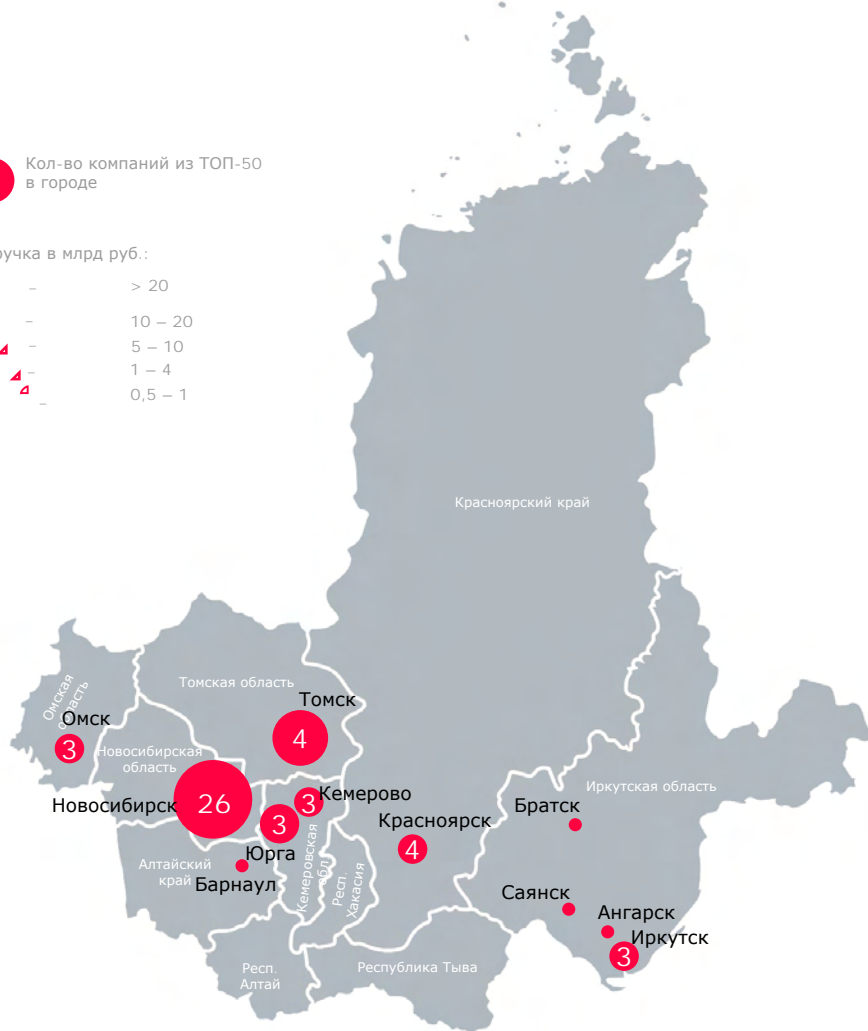 Кол-во компаний из ТОП-50
в городе
ручка в млрд руб.:
– > 20
– 10 – 20
– 5 – 10
– 1 – 4
– 0,5 – 1
Красноярский край
Томская область
Томск
4
Омская
область
Омск
3
Новосибирская
область
Новосибирск
26
Кемерово
3
3
Юрга
Кемеровская
обл.
Респ.
Хакасия
Красноярск
4
Иркутская область
Братск
Алтайский
край
Барнаул
Саянск
Ангарск
Иркутск
3
Респ.
Алтай
Республика Тыва